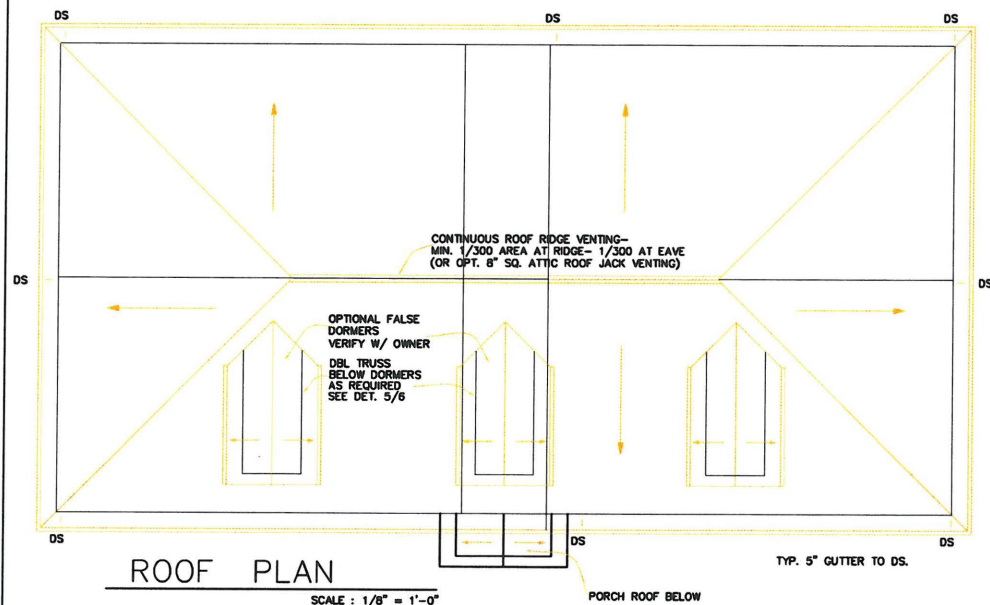 DS
DS
DS
CONTINUOUS ROOF RIDGE VENTING-
MIN. 1/300 AREA AT RIDGE- 1/300 AT EAVE
(OR OPT. 8" SQ. ATTIC ROOF JACK VENTING)
DS
DS
OPTIONAL FALSE
DORMERS
VERIFY W/ OWNER
DBL TRUSS
BELOW DORMERS
AS REQUIRED
SEE DET. 5/6
DS
DS
DS
TYP. 5" GUTTER TO DS.
ROOF PLAN
SCALE : 1/8" = 1'-0"
PORCH ROOF BELOW